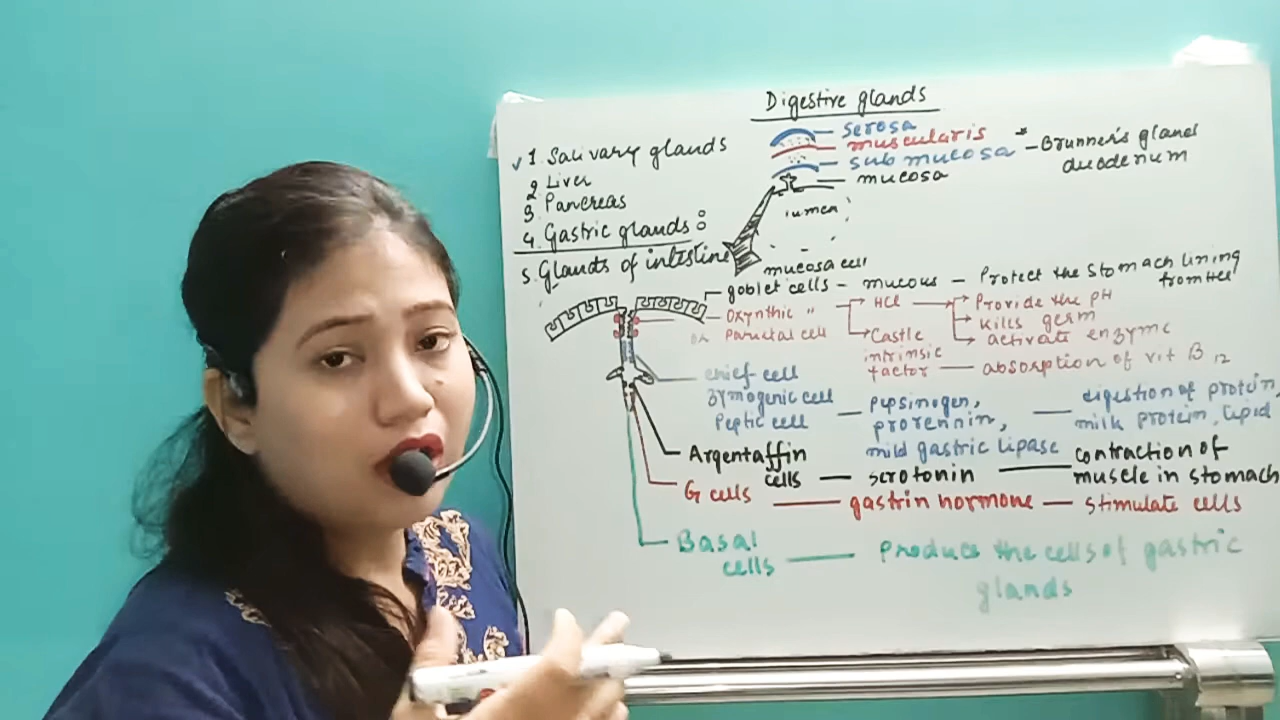 Digestive glands
✓ 1. Salivary glands
2. Liver
3. Pancreas
4. Gastric glands :
5. Glands of intestine
serosa
muscularis
sub mucosa * - Brunner's gland
duodenum
mucosa
lumen
mucosa cell
goblet cells - mucous - Protect the stomach lining
from HCl
Oxynthic " HCl Provide the pH
OR Parietal cell Kills germ
Castle activate enzyme
intrinsic
factor - absorption of vit B12
chief cell
Zymogenic cell
Peptic cell - Pepsinogen, - digestion of protein,
prorennin, milk protein, lipid
mild gastric lipase
Argentaffin
cells - serotonin - contraction of
muscle in stomach
G cells - gastrin hormone - stimulate cells
Basal
cells - Produce the cells of gastric
glands